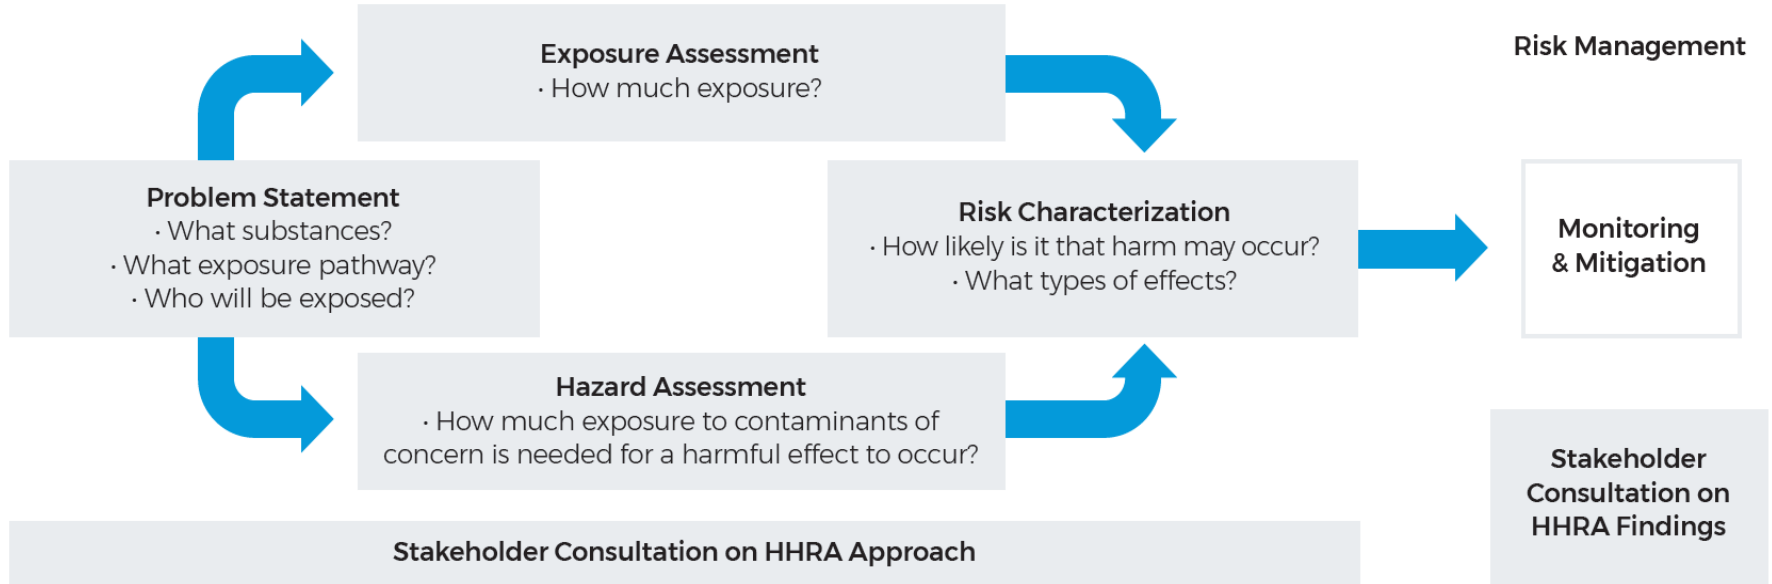 Exposure Assessment
· How much exposure?
Risk Management
Problem Statement
· What substances?
· What exposure pathway?
· Who will be exposed?
Risk Characterization
· How likely is it that harm may occur?
· What types of effects?
Monitoring
& Mitigation
Hazard Assessment
· How much exposure to contaminants of
concern is needed for a harmful effect to occur?
Stakeholder
Consultation on
HHRA Findings
Stakeholder Consultation on HHRA Approach